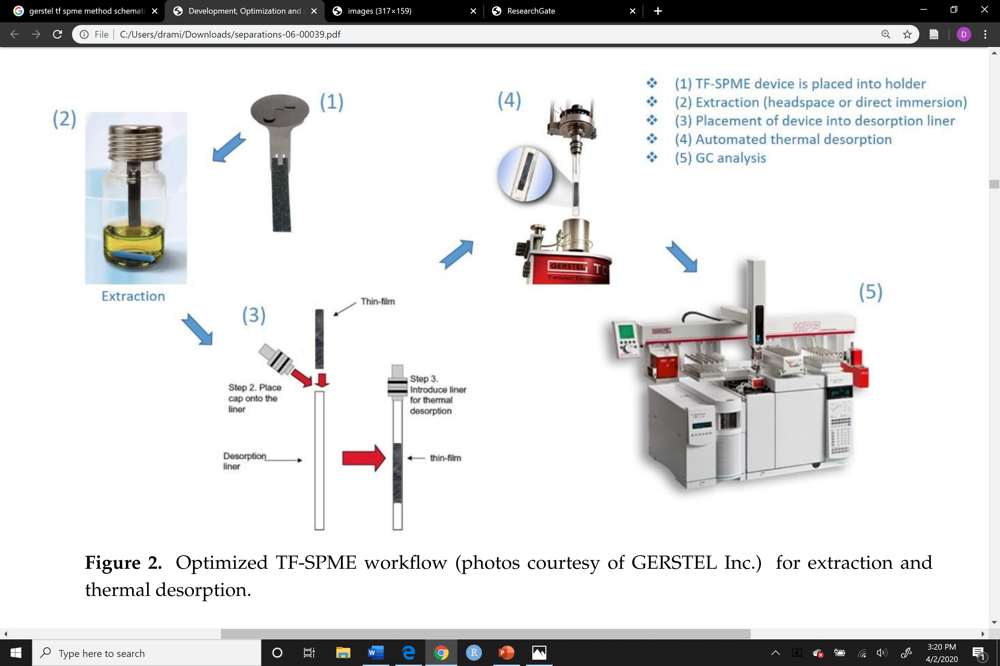 gerstel tf spme method schemati
Development, Optimization and
images (317×159)
ResearchGate
File
C:/Users/drami/Downloads/separations-06-00039.pdf
D
(1)
(2)
(4)
❖ (1) TF-SPME device is placed into holder
❖ (2) Extraction (headspace or direct immersion)
❖ (3) Placement of device into desorption liner
❖ (4) Automated thermal desorption
❖ (5) GC analysis
GERSTEL TD
Twister Des
Extraction
(3)
Thin-film
Step 2. Place
cap onto the
liner
Step 3.
Introduce liner
for thermal
desorption
Desorption
liner
thin-film
(5)
GERSTEL
MPS
Figure 2. Optimized TF-SPME workflow (photos courtesy of GERSTEL Inc.) for extraction and
thermal desorption.
Type here to search
W
R
P
3:20 PM
4/2/2020
1